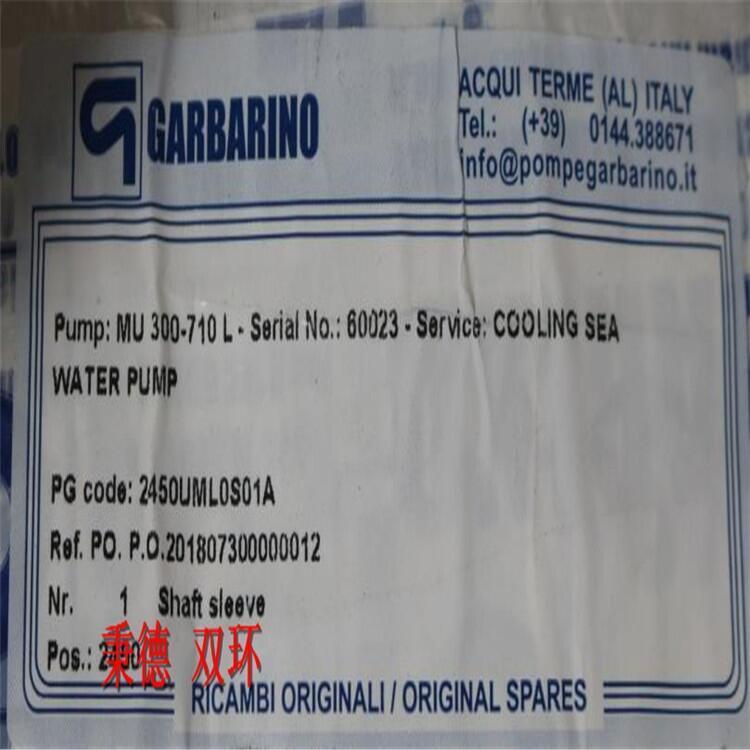 GARBARINO
ACQUI TERME (AL) ITALY
Tel.: (+39) 0144.388671
info@pompegarbarino.it
Pump: MU 300-710 L - Serial No.: 60023 - Service: COOLING SEA
WATER PUMP
PG code: 2450UML0S01A
Ref. PO. P.O.201807300000012
Nr. 1 Shaft sleeve
Pos.:
秉德 双环
RICAMBI ORIGINALI / ORIGINAL SPARES